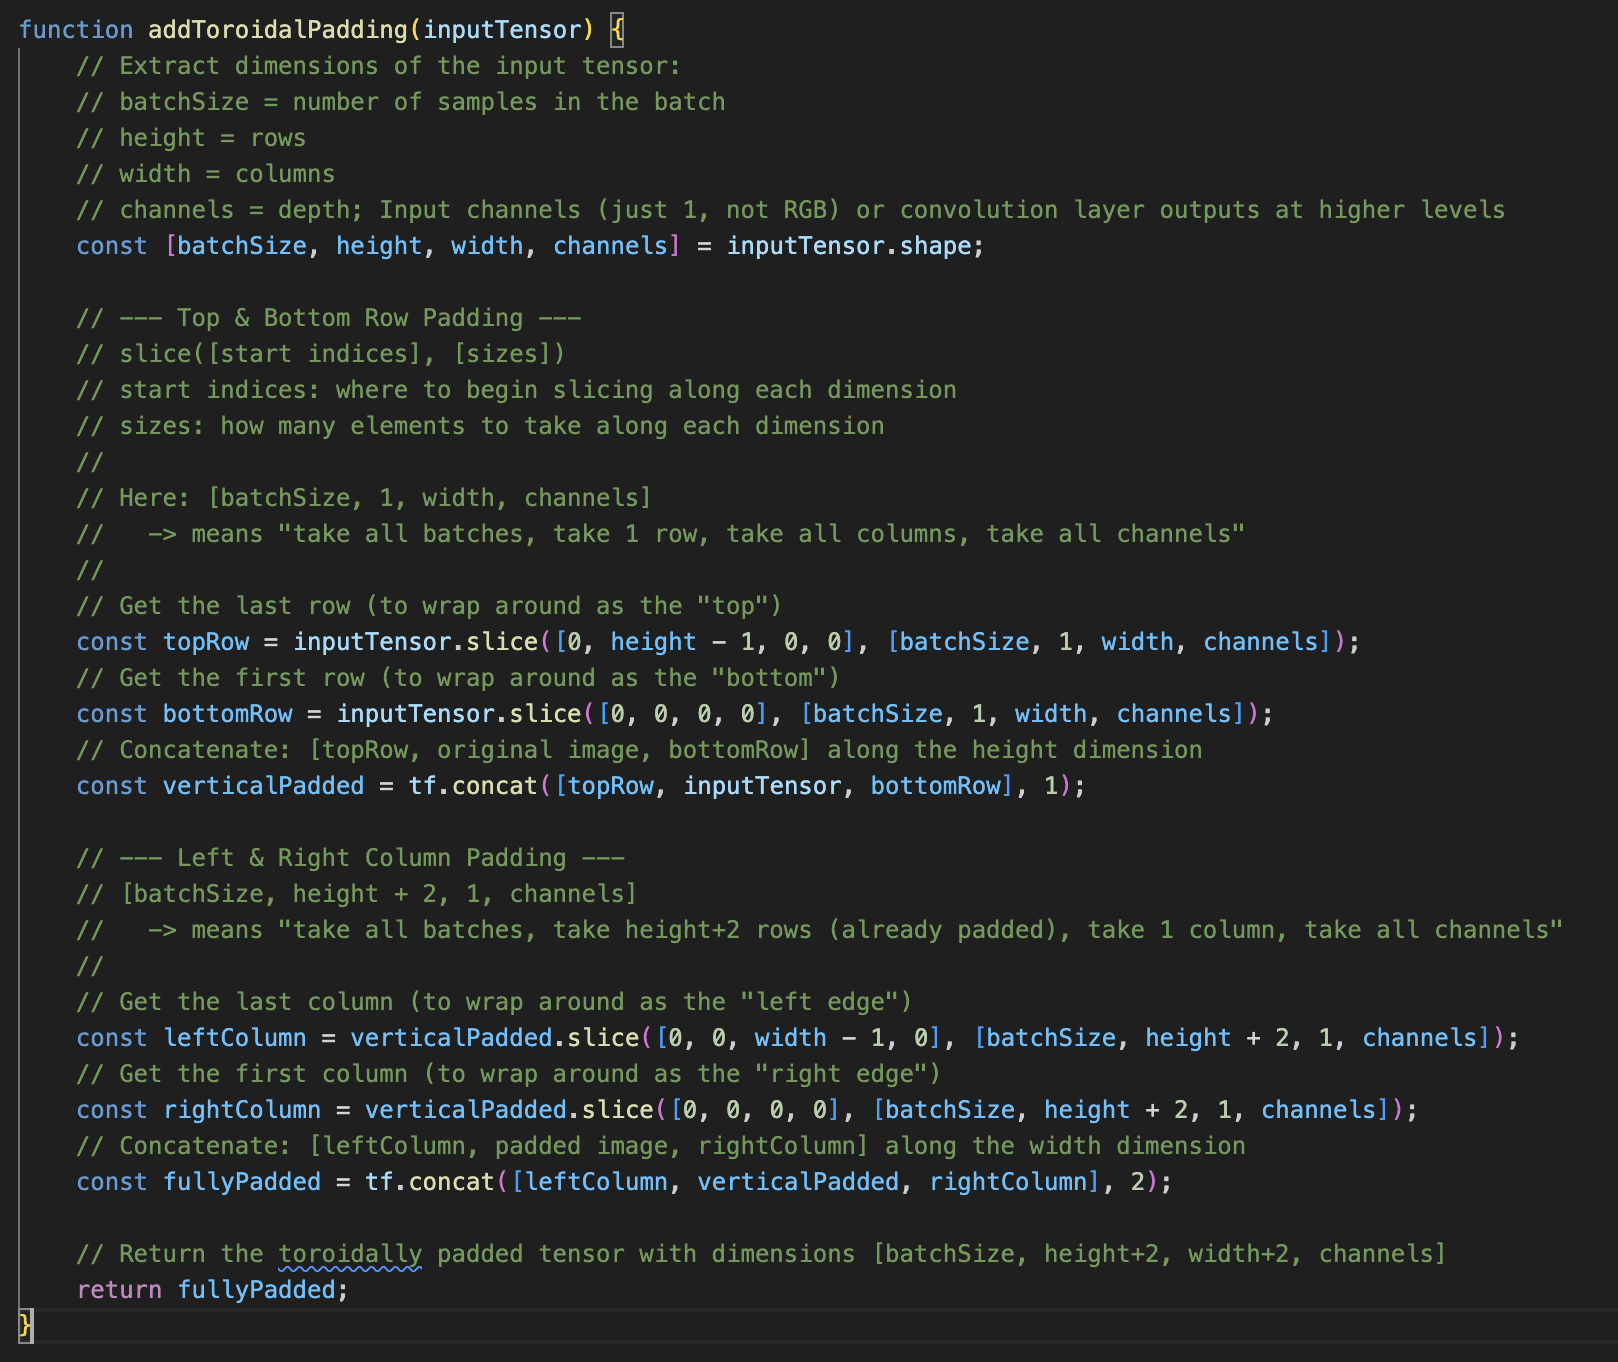 function addToroidalPadding(inputTensor) {
// Extract dimensions of the input tensor:
// batchSize = number of samples in the batch
// height = rows
// width = columns
// channels = depth; Input channels (just 1, not RGB) or convolution layer outputs at higher levels
const [batchSize, height, width, channels] = inputTensor.shape;
// --- Top & Bottom Row Padding ---
// slice([start indices], [sizes])
// start indices: where to begin slicing along each dimension
// sizes: how many elements to take along each dimension
//
// Here: [batchSize, 1, width, channels]
//   -> means "take all batches, take 1 row, take all columns, take all channels"
//
// Get the last row (to wrap around as the "top")
const topRow = inputTensor.slice([0, height - 1, 0, 0], [batchSize, 1, width, channels]);
// Get the first row (to wrap around as the "bottom")
const bottomRow = inputTensor.slice([0, 0, 0, 0], [batchSize, 1, width, channels]);
// Concatenate: [topRow, original image, bottomRow] along the height dimension
const verticalPadded = tf.concat([topRow, inputTensor, bottomRow], 1);
// --- Left & Right Column Padding ---
// [batchSize, height + 2, 1, channels]
//   -> means "take all batches, take height+2 rows (already padded), take 1 column, take all channels"
//
// Get the last column (to wrap around as the "left edge")
const leftColumn = verticalPadded.slice([0, 0, width - 1, 0], [batchSize, height + 2, 1, channels]);
// Get the first column (to wrap around as the "right edge")
const rightColumn = verticalPadded.slice([0, 0, 0, 0], [batchSize, height + 2, 1, channels]);
// Concatenate: [leftColumn, padded image, rightColumn] along the width dimension
const fullyPadded = tf.concat([leftColumn, verticalPadded, rightColumn], 2);
// Return the toroidally padded tensor with dimensions [batchSize, height+2, width+2, channels]
return fullyPadded;
}